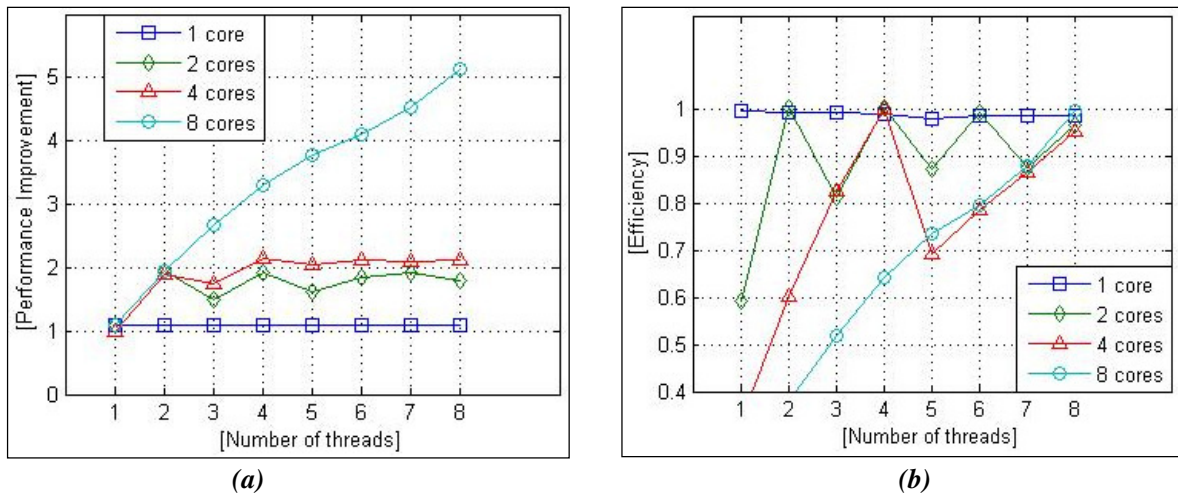 1 core
2 cores
4 cores
8 cores
[Performance Improvement]
5
4
3
2
1
0
1 2 3 4 5 6 7 8
[Number of threads]
(a)
[Efficiency]
1
0.9
0.8
0.7
0.6
0.5
0.4
1 core
2 cores
4 cores
8 cores
1 2 3 4 5 6 7 8
[Number of threads]
(b)